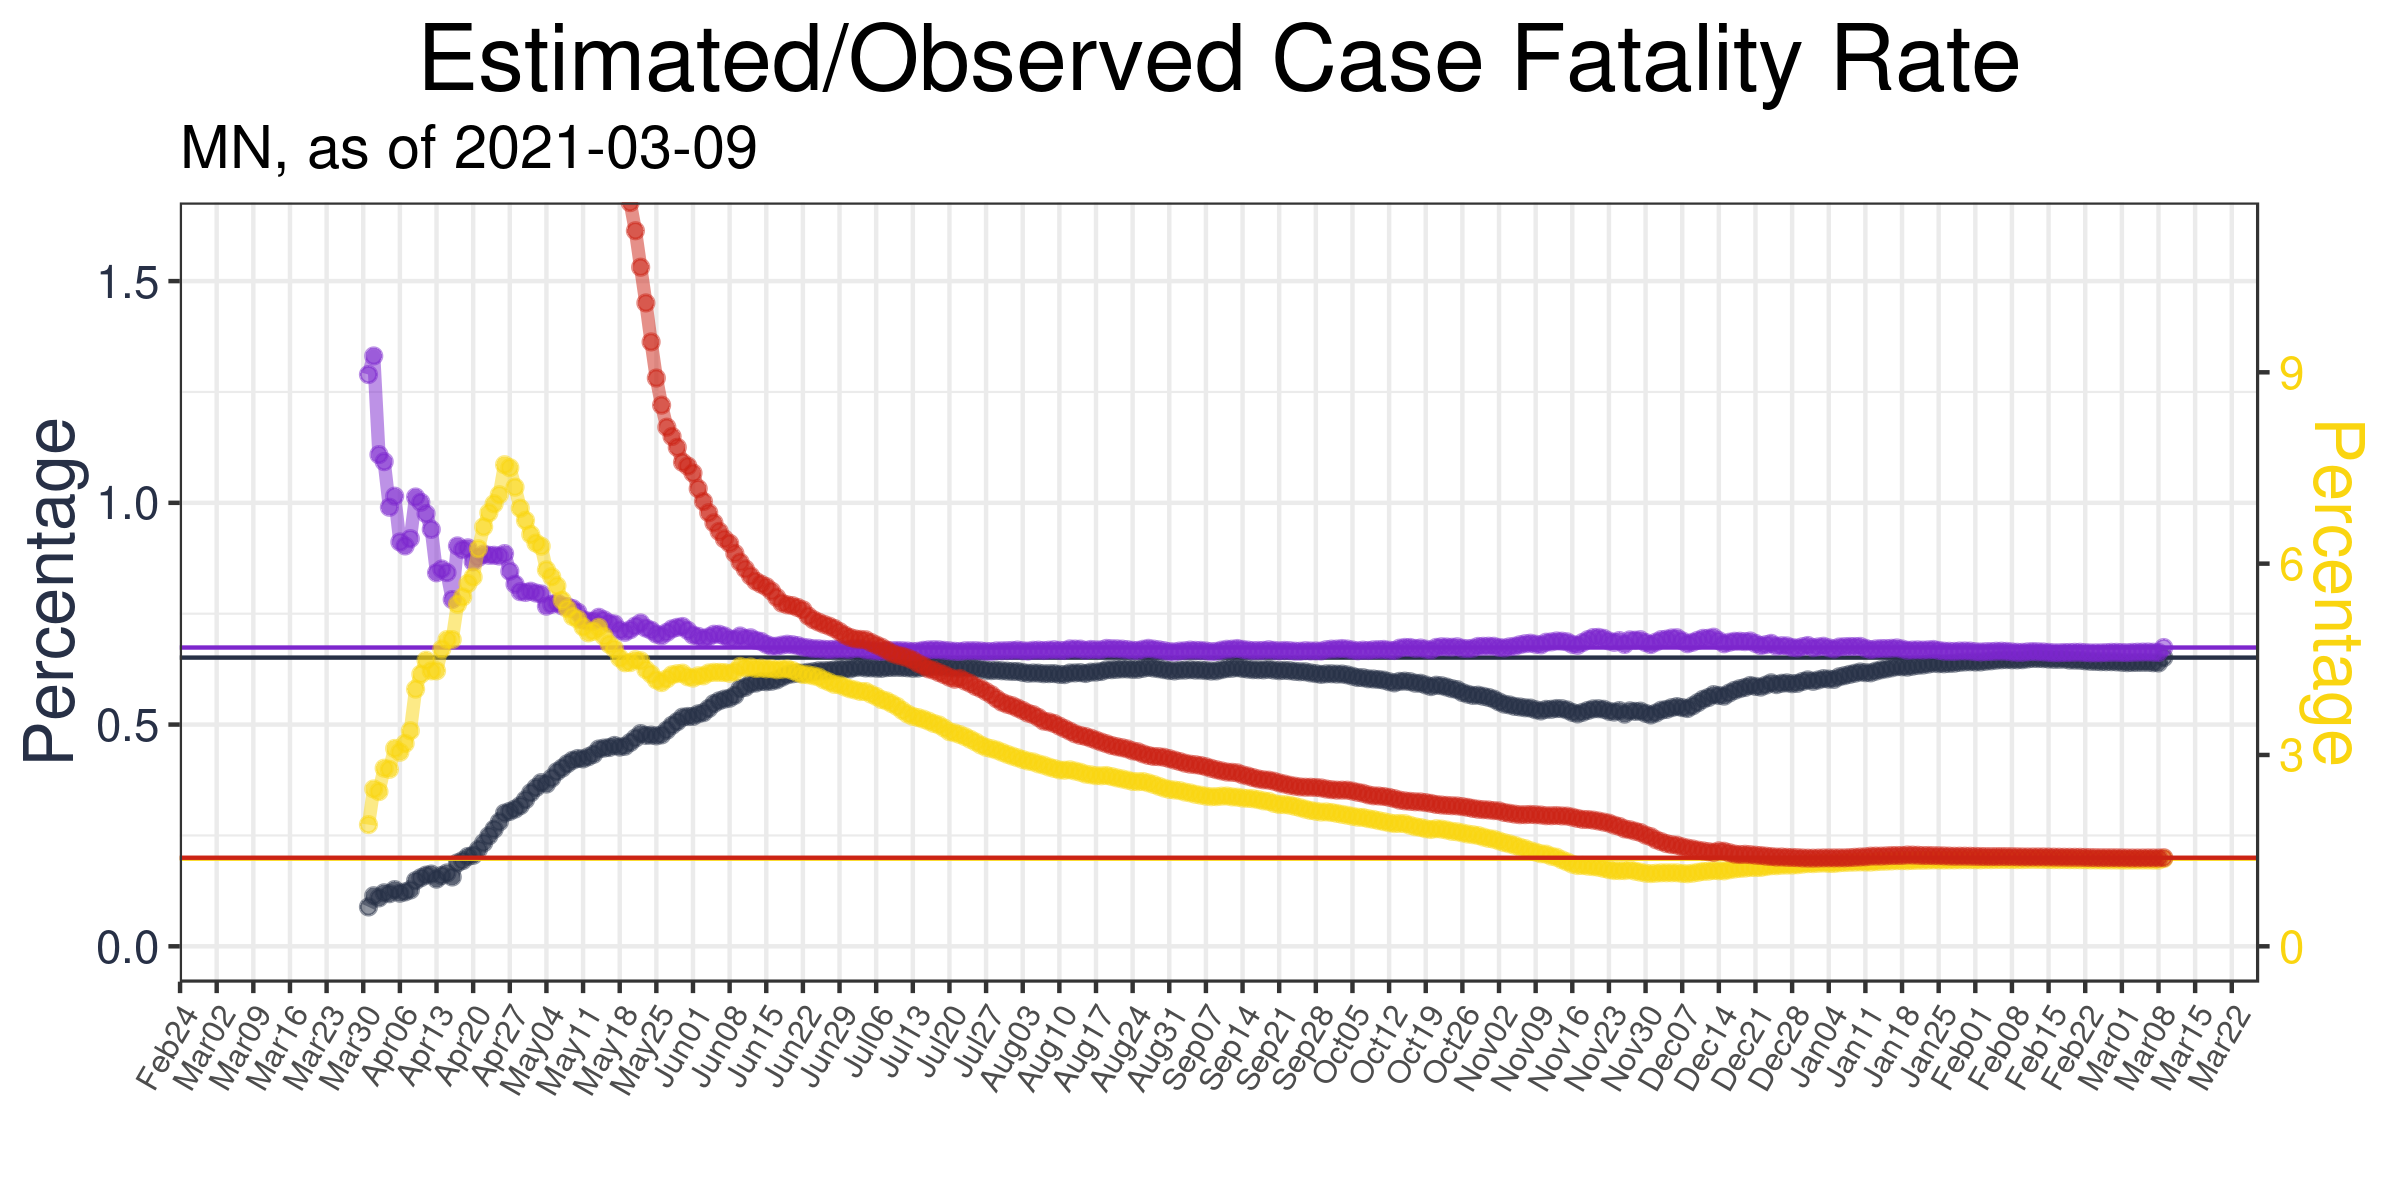 Estimated/Observed Case Fatality Rate
MN, as of 2021-03-09
Percentage
1.5
1.0
0.5
0.0
9
6
3
0
Percentage
Feb24
Mar02
Mar09
Mar16
Mar23
Mar30
Apr06
Apr13
Apr20
Apr27
May04
May11
May18
May25
Jun01
Jun08
Jun15
Jun22
Jun29
Jul06
Jul13
Jul20
Jul27
Aug03
Aug10
Aug17
Aug24
Aug31
Sep07
Sep14
Sep21
Sep28
Oct05
Oct12
Oct19
Oct26
Nov02
Nov09
Nov16
Nov23
Nov30
Dec07
Dec14
Dec21
Dec28
Jan04
Jan11
Jan18
Jan25
Feb01
Feb08
Feb15
Feb22
Mar01
Mar08
Mar15
Mar22